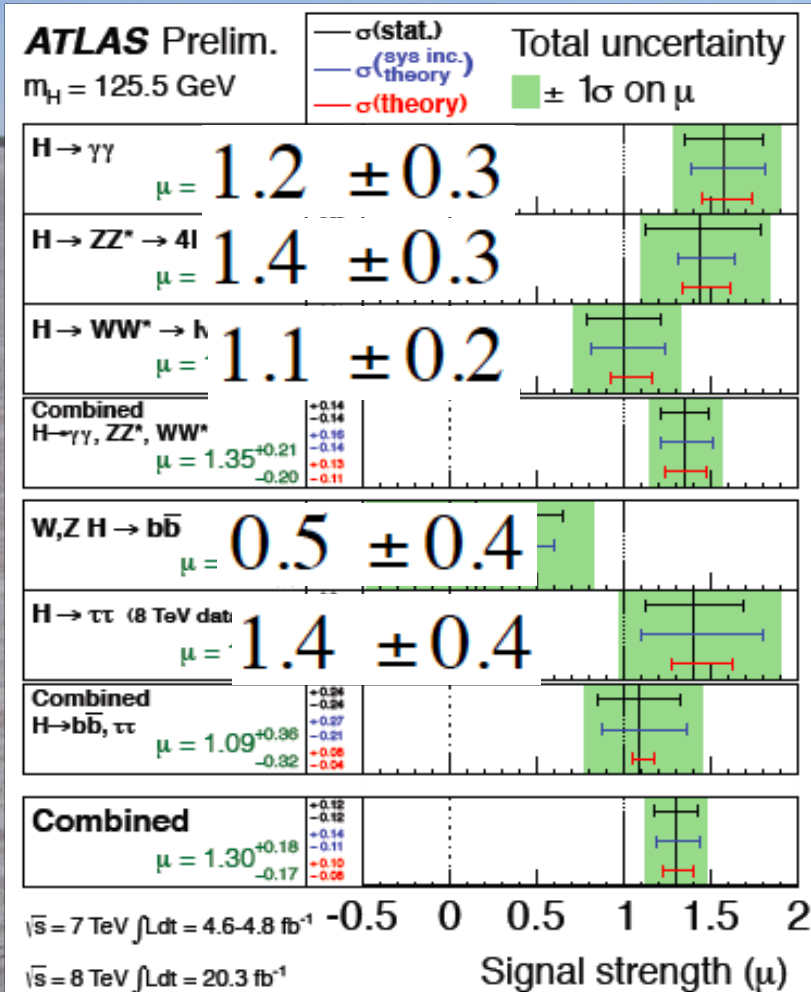 ATLAS Prelim.
m_H = 125.5 GeV
σ(stat.)
σ(sys inc. theory)
σ(theory)
Total uncertainty
± 1σ on μ
H → γγ
μ = 1.2 ±0.3
H → ZZ* → 4l
μ = 1.4 ±0.3
H → WW* →
μ = 1.1 ±0.2
Combined
H→γγ, ZZ*, WW*
μ = 1.35 +0.21 -0.20
+0.14
-0.14
+0.16
-0.14
+0.13
-0.11
W,Z H → bb̅
μ = 0.5 ±0.4
H → ττ (8 TeV data
μ = 1.4 ±0.4
Combined
H→bb̅, ττ
μ = 1.09 +0.36 -0.32
+0.24
-0.24
+0.27
-0.21
+0.08
-0.04
Combined
μ = 1.30 +0.18 -0.17
+0.12
-0.12
+0.14
-0.11
+0.10
-0.08
√s = 7 TeV ∫Ldt = 4.6-4.8 fb⁻¹
√s = 8 TeV ∫Ldt = 20.3 fb⁻¹
-0.5 0 0.5 1 1.5 2
Signal strength (μ)